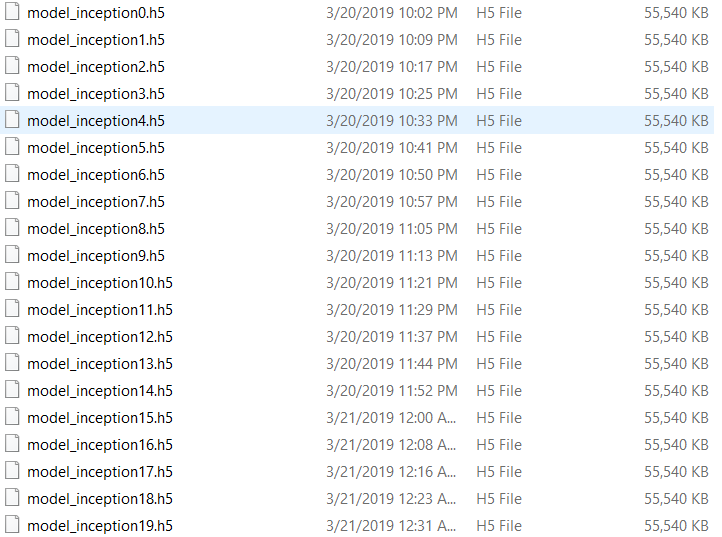 model_inception0.h5 3/20/2019 10:02 PM H5 File 55,540 KB
model_inception1.h5 3/20/2019 10:09 PM H5 File 55,540 KB
model_inception2.h5 3/20/2019 10:17 PM H5 File 55,540 KB
model_inception3.h5 3/20/2019 10:25 PM H5 File 55,540 KB
model_inception4.h5 3/20/2019 10:33 PM H5 File 55,540 KB
model_inception5.h5 3/20/2019 10:41 PM H5 File 55,540 KB
model_inception6.h5 3/20/2019 10:50 PM H5 File 55,540 KB
model_inception7.h5 3/20/2019 10:57 PM H5 File 55,540 KB
model_inception8.h5 3/20/2019 11:05 PM H5 File 55,540 KB
model_inception9.h5 3/20/2019 11:13 PM H5 File 55,540 KB
model_inception10.h5 3/20/2019 11:21 PM H5 File 55,540 KB
model_inception11.h5 3/20/2019 11:29 PM H5 File 55,540 KB
model_inception12.h5 3/20/2019 11:37 PM H5 File 55,540 KB
model_inception13.h5 3/20/2019 11:44 PM H5 File 55,540 KB
model_inception14.h5 3/20/2019 11:52 PM H5 File 55,540 KB
model_inception15.h5 3/21/2019 12:00 A... H5 File 55,540 KB
model_inception16.h5 3/21/2019 12:08 A... H5 File 55,540 KB
model_inception17.h5 3/21/2019 12:16 A... H5 File 55,540 KB
model_inception18.h5 3/21/2019 12:23 A... H5 File 55,540 KB
model_inception19.h5 3/21/2019 12:31 A... H5 File 55,540 KB